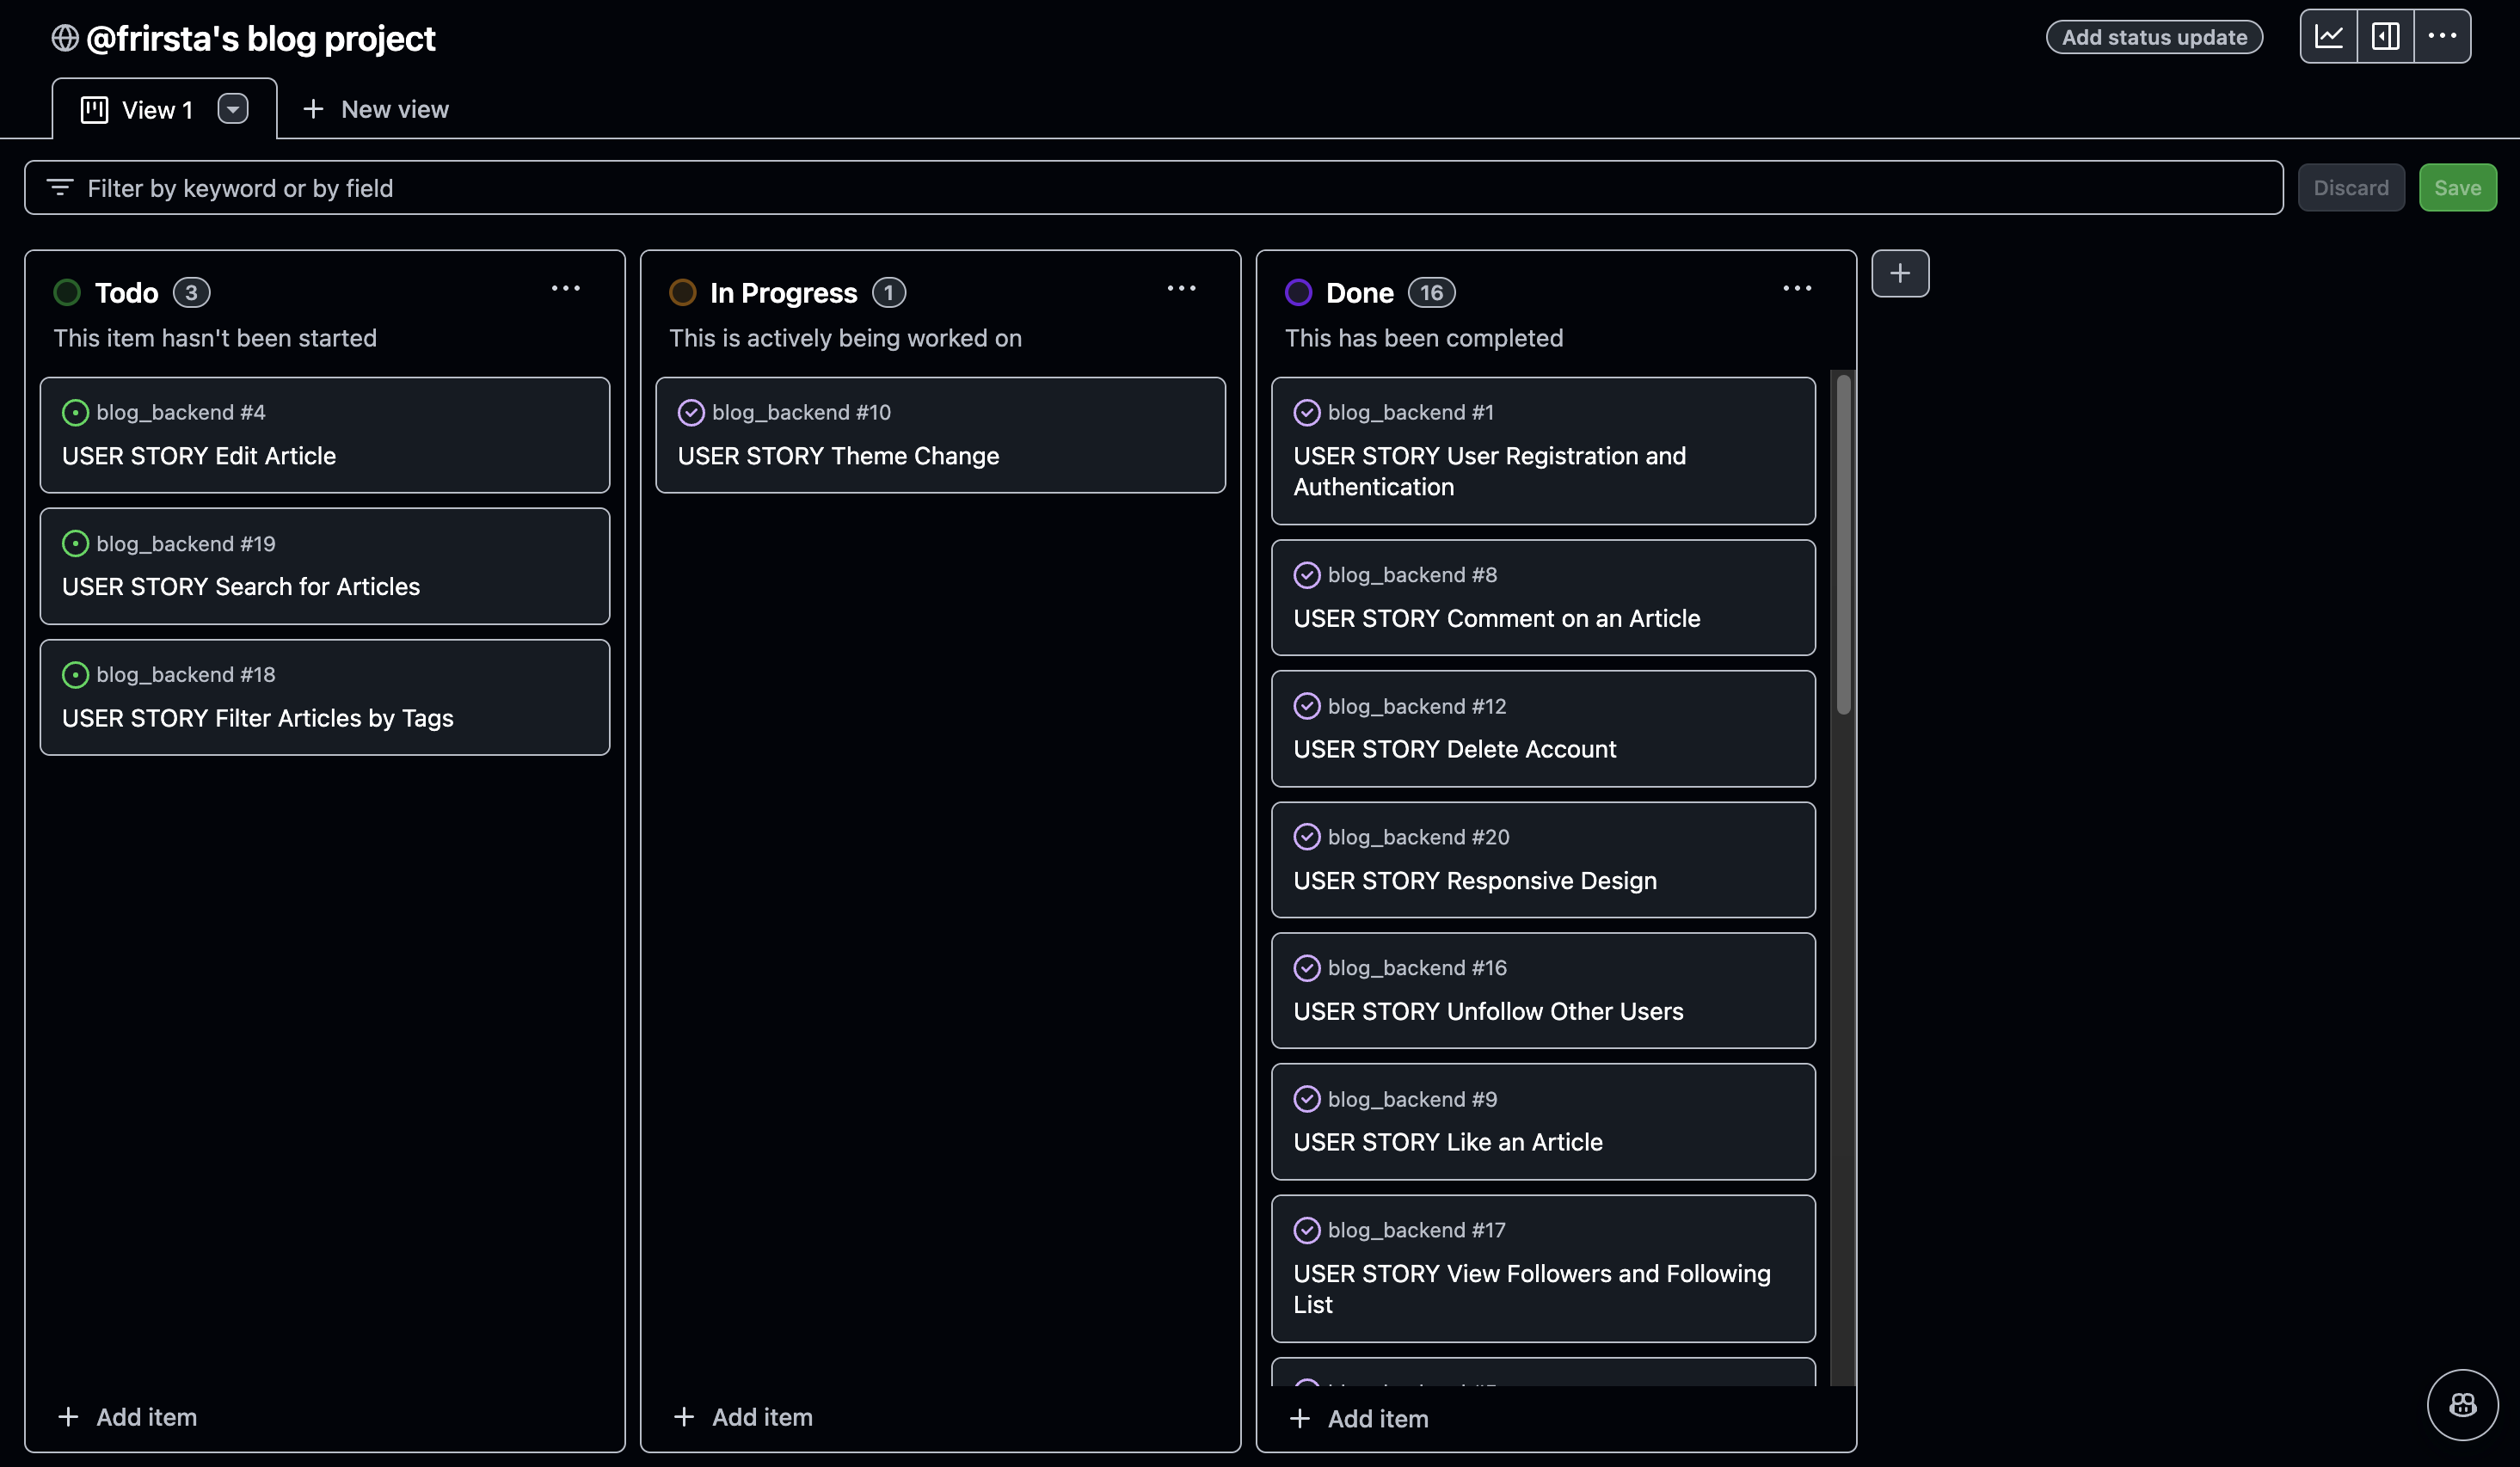 @frirsta's blog project
Add status update
View 1
New view
Filter by keyword or by field
Discard
Save
Todo 3
This item hasn't been started
blog_backend #4
USER STORY Edit Article
blog_backend #19
USER STORY Search for Articles
blog_backend #18
USER STORY Filter Articles by Tags
Add item
In Progress 1
This is actively being worked on
blog_backend #10
USER STORY Theme Change
Add item
Done 16
This has been completed
blog_backend #1
USER STORY User Registration and
Authentication
blog_backend #8
USER STORY Comment on an Article
blog_backend #12
USER STORY Delete Account
blog_backend #20
USER STORY Responsive Design
blog_backend #16
USER STORY Unfollow Other Users
blog_backend #9
USER STORY Like an Article
blog_backend #17
USER STORY View Followers and Following
List
Add item